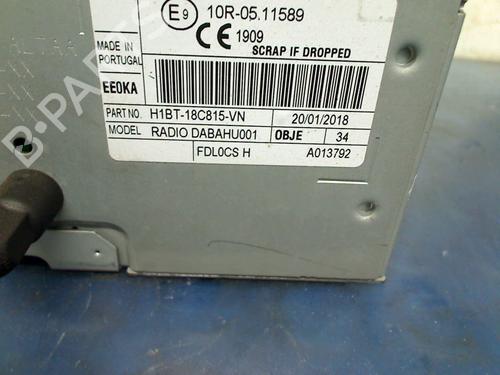 E9 10R-05.11589
CE 1909
MADE IN
PORTUGAL
SCRAP IF DROPPED
EE0KA
PART NO. H1BT-18C815-VN 20/01/2018
MODEL RADIO DABAHU001 OBJE 34
FDL0CS H A013792